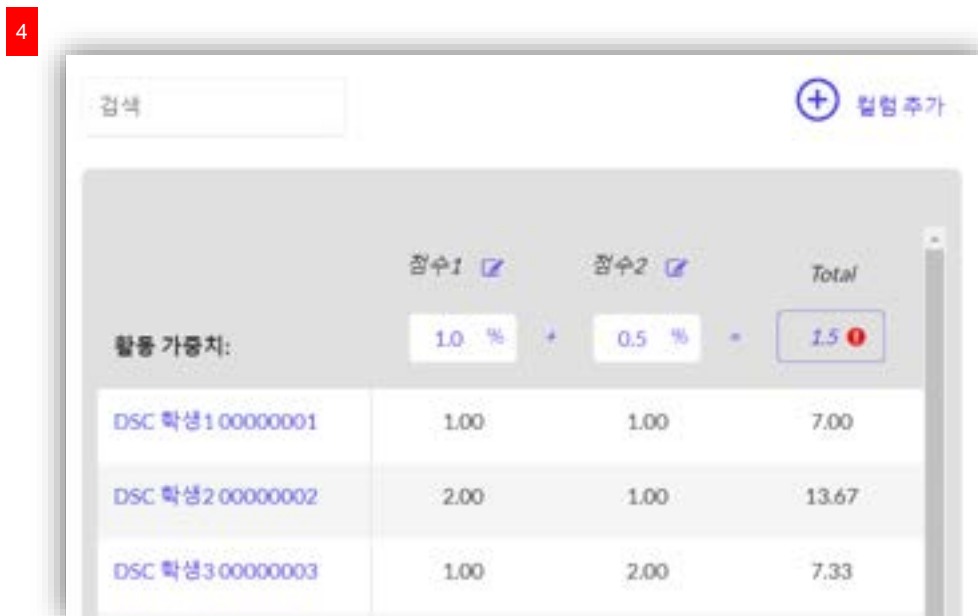 4
검색
컬럼 추가
점수1 점수2 Total
활동 가중치: 1.0 % + 0.5 % = 1.5
DSC 학생1 00000001 1.00 1.00 7.00
DSC 학생2 00000002 2.00 1.00 13.67
DSC 학생3 00000003 1.00 2.00 7.33